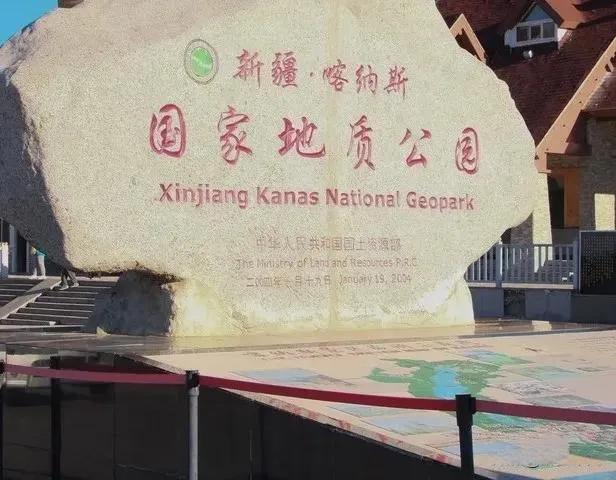 新疆·喀纳斯
国家地质公园
Xinjiang Kanas National Geopark
中华人民共和国国土资源部
The Ministry of Land and Resources P.R.C
二〇〇四年一月十九日 January 19, 2004